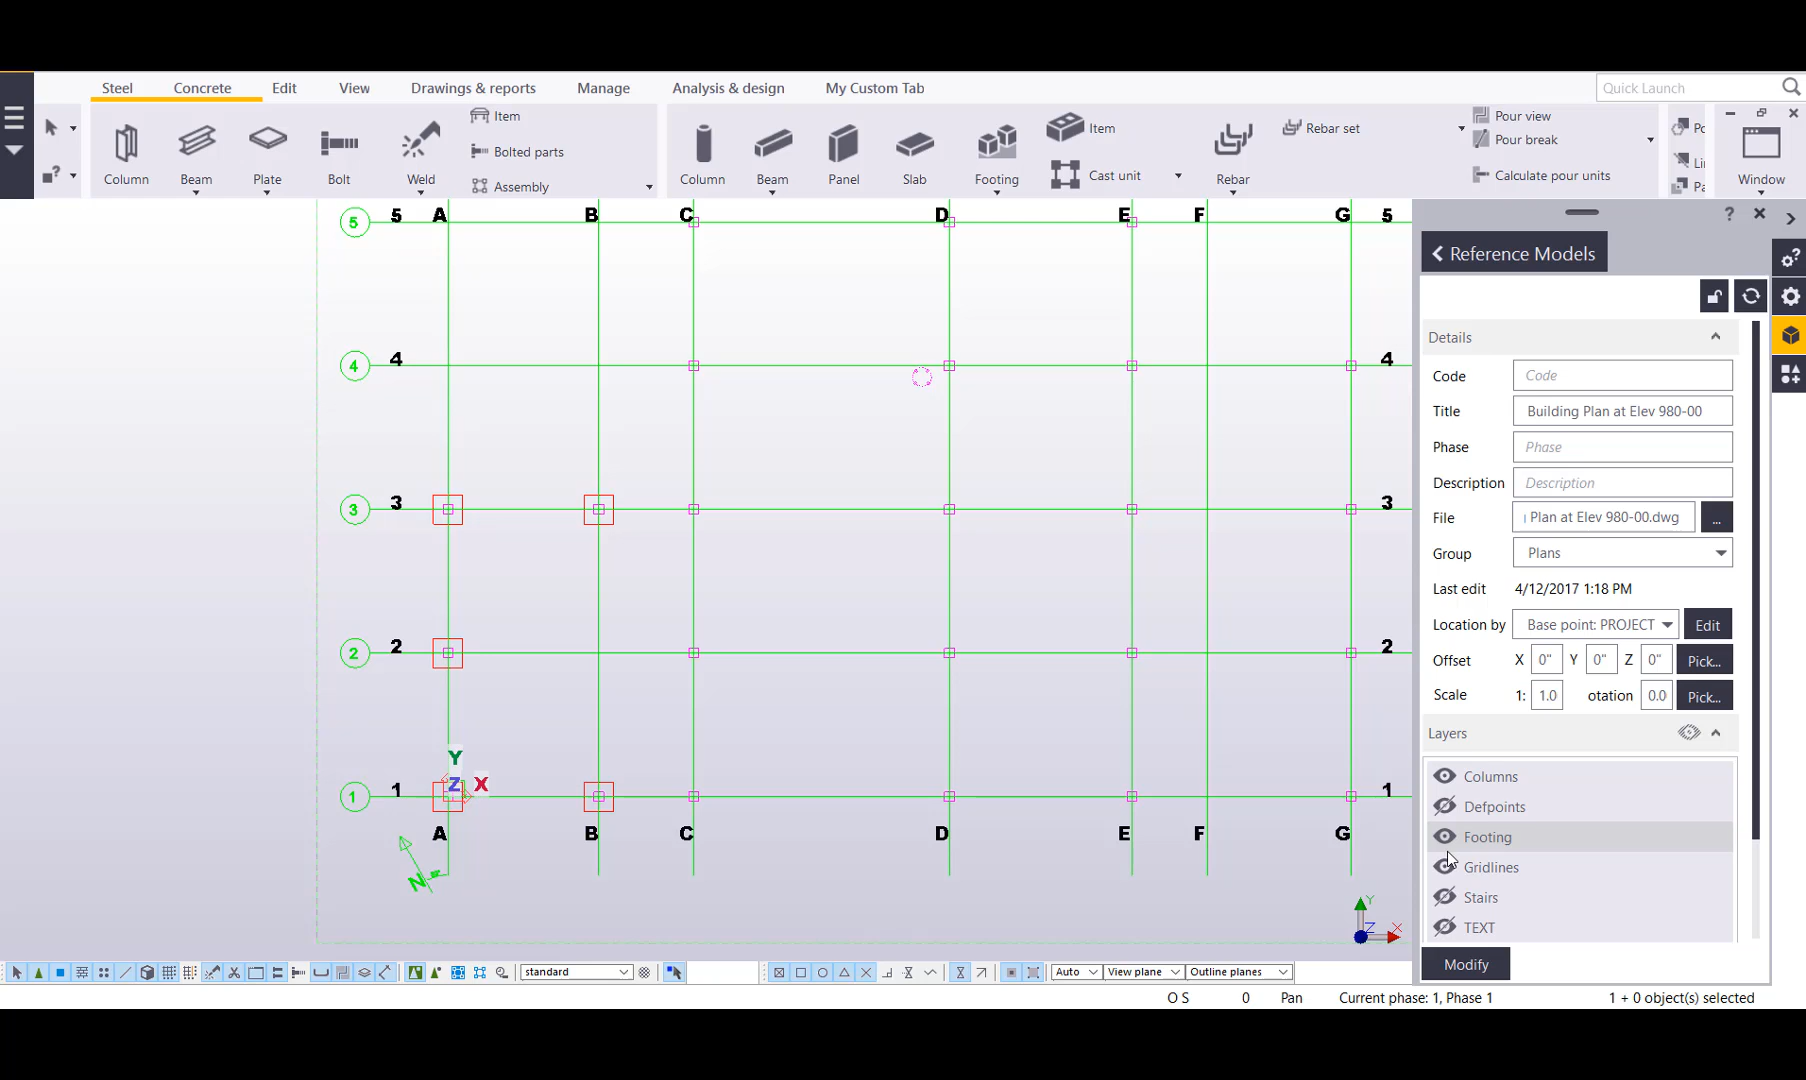 Steel Concrete Edit View Drawings & reports Manage Analysis & design My Custom Tab Quick Launch
Item Pour view
Item Rebar set Pour break
Bolted parts
Cast unit Calculate pour units
Column Beam Plate Bolt Weld Assembly Column Beam Panel Slab Footing Rebar Window
5 5 A B C D E F G 5
4 4 4
3 3 3
2 2 2
Y
Z X
1 1 1
A B C D E F G
N
Y
Z X
?
Reference Models
Details
Code Code
Title Building Plan at Elev 980-00
Phase Phase
Description Description
File Plan at Elev 980-00.dwg ...
Group Plans
Last edit 4/12/2017 1:18 PM
Location by Base point: PROJECT Edit
Offset X 0" Y 0" Z 0" Pick...
Scale 1: 1.0 otation 0.0 Pick...
Layers
Columns
Defpoints
Footing
Gridlines
Stairs
TEXT
Modify
standard Auto View plane Outline planes
O S 0 Pan Current phase: 1, Phase 1 1 + 0 object(s) selected